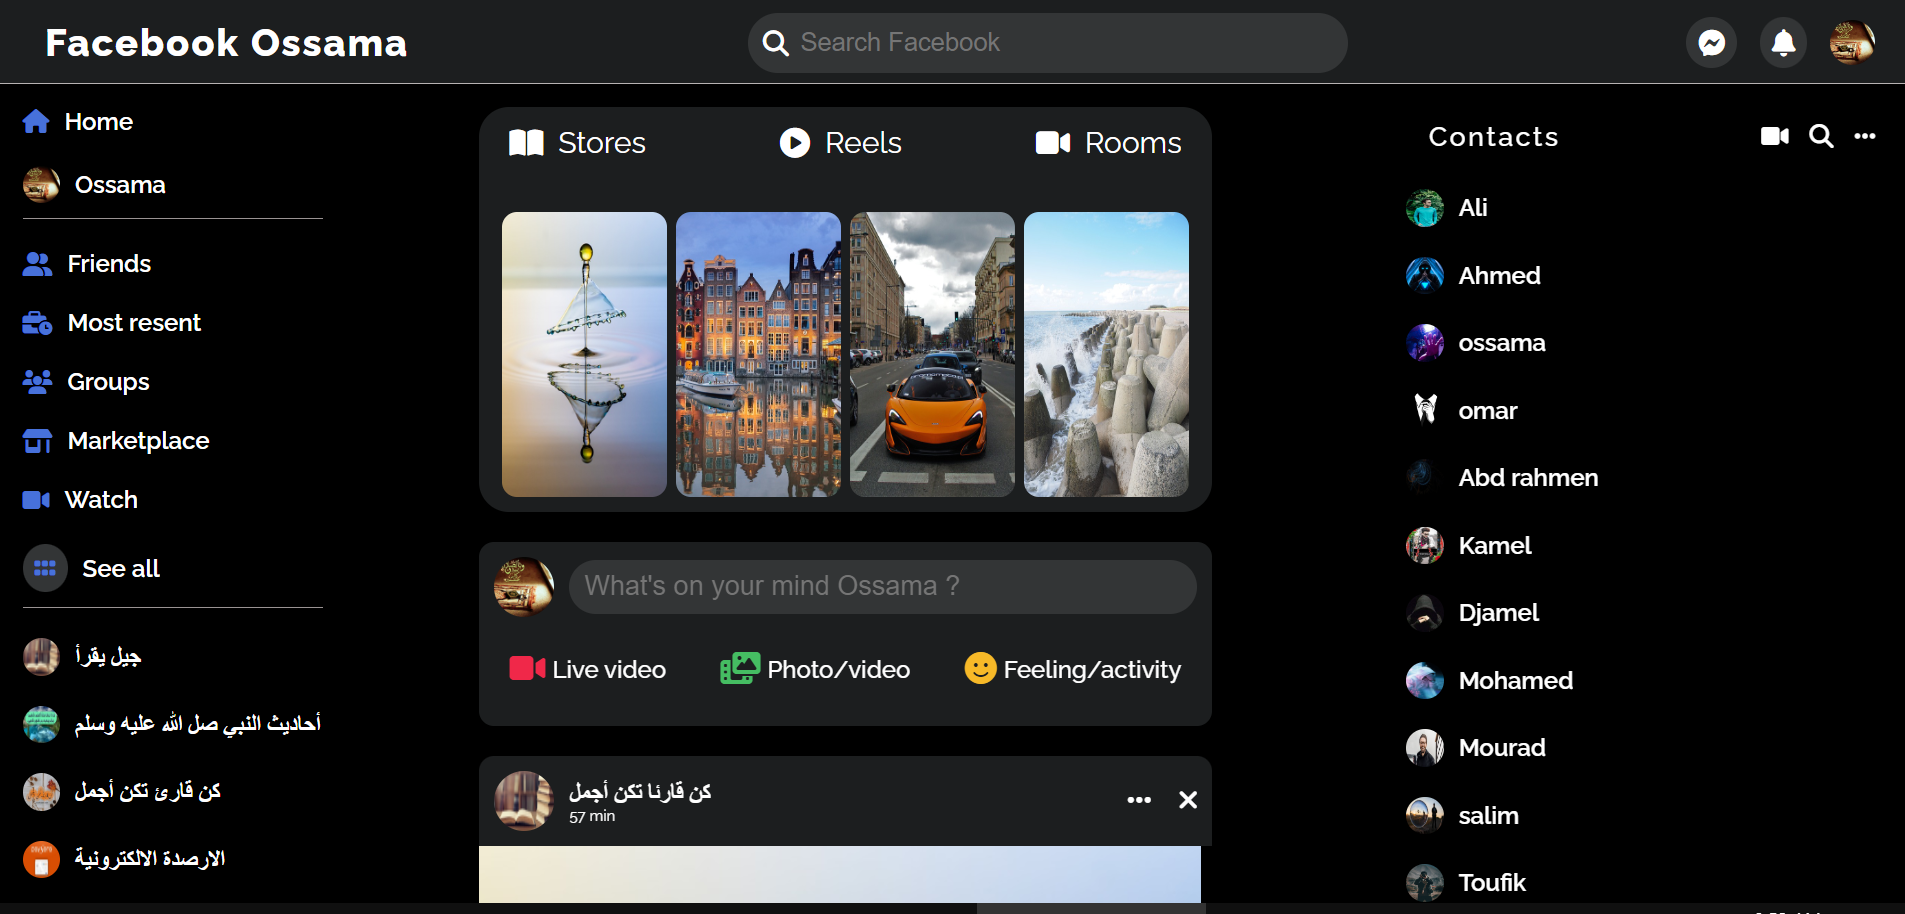 Facebook Ossama
Search Facebook
Home
Ossama
Friends
Most resent
Groups
Marketplace
Watch
See all
جيل يقرأ
أحاديث النبي صل الله عليه وسلم
كن قارئ تكن أجمل
الارصدة الالكترونية
Stores
Reels
Rooms
What's on your mind Ossama ?
Live video
Photo/video
Feeling/activity
كن قارئا تكن أجمل
57 min
Contacts
Ali
Ahmed
ossama
omar
Abd rahmen
Kamel
Djamel
Mohamed
Mourad
salim
Toufik